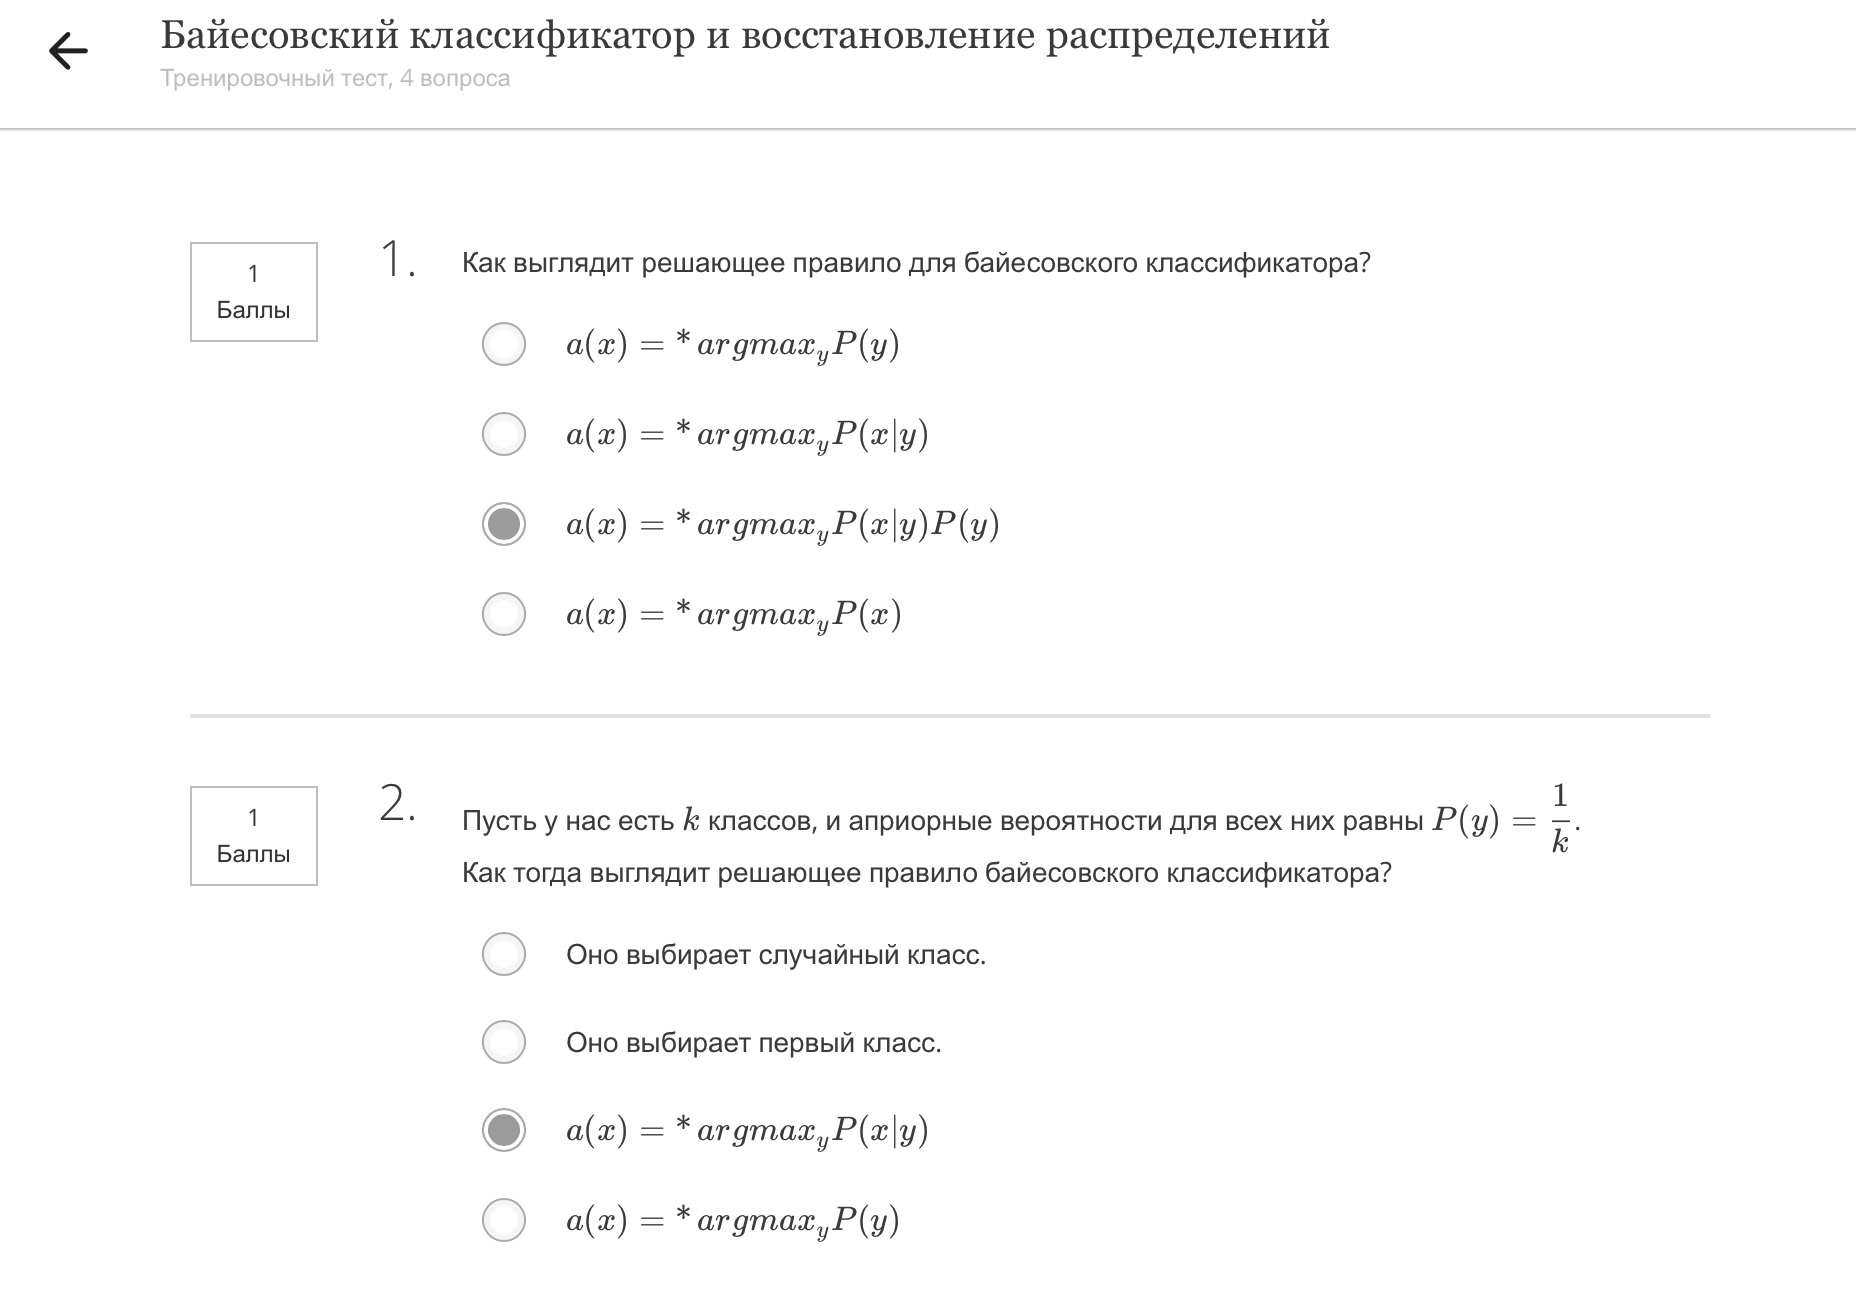 Байесовский классификатор и восстановление распределений
Тренировочный тест, 4 вопроса
1
Баллы
1.
Как выглядит решающее правило для байесовского классификатора?
a(x) = *argmax_y P(y)
a(x) = *argmax_y P(x|y)
a(x) = *argmax_y P(x|y)P(y)
a(x) = *argmax_y P(x)
1
Баллы
2.
Пусть у нас есть k классов, и априорные вероятности для всех них равны P(y) = 1/k.
Как тогда выглядит решающее правило байесовского классификатора?
Оно выбирает случайный класс.
Оно выбирает первый класс.
a(x) = *argmax_y P(x|y)
a(x) = *argmax_y P(y)